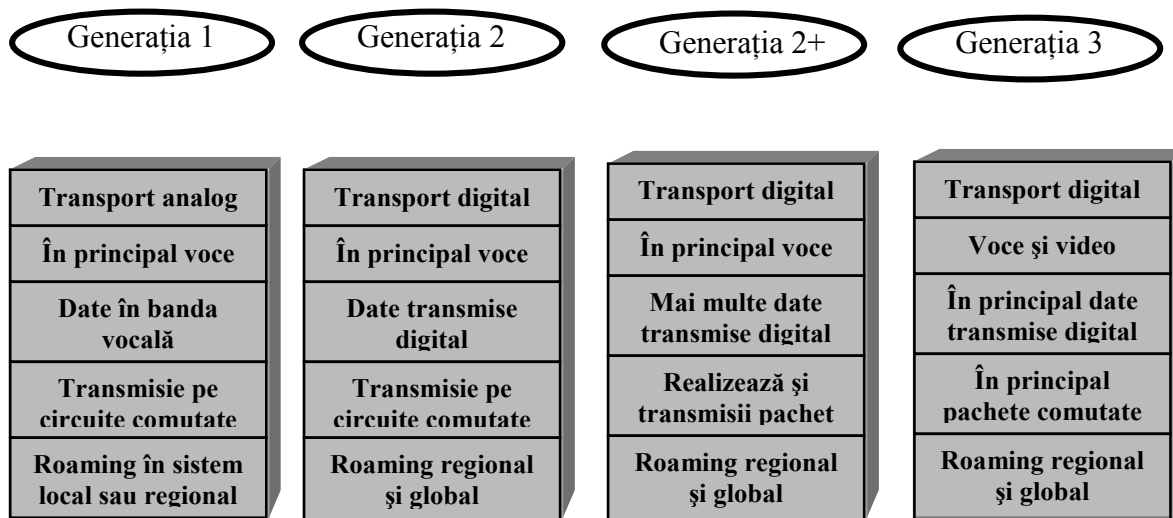 Generația 1
Generația 2
Generația 2+
Generația 3
Transport analog
În principal voce
Date în banda
vocală
Transmisie pe
circuite comutate
Roaming în sistem
local sau regional
Transport digital
În principal voce
Date transmise
digital
Transmisie pe
circuite comutate
Roaming regional
şi global
Transport digital
În principal voce
Mai multe date
transmise digital
Realizează şi
transmisii pachet
Roaming regional
şi global
Transport digital
Voce şi video
În principal date
transmise digital
În principal
pachete comutate
Roaming regional
şi global